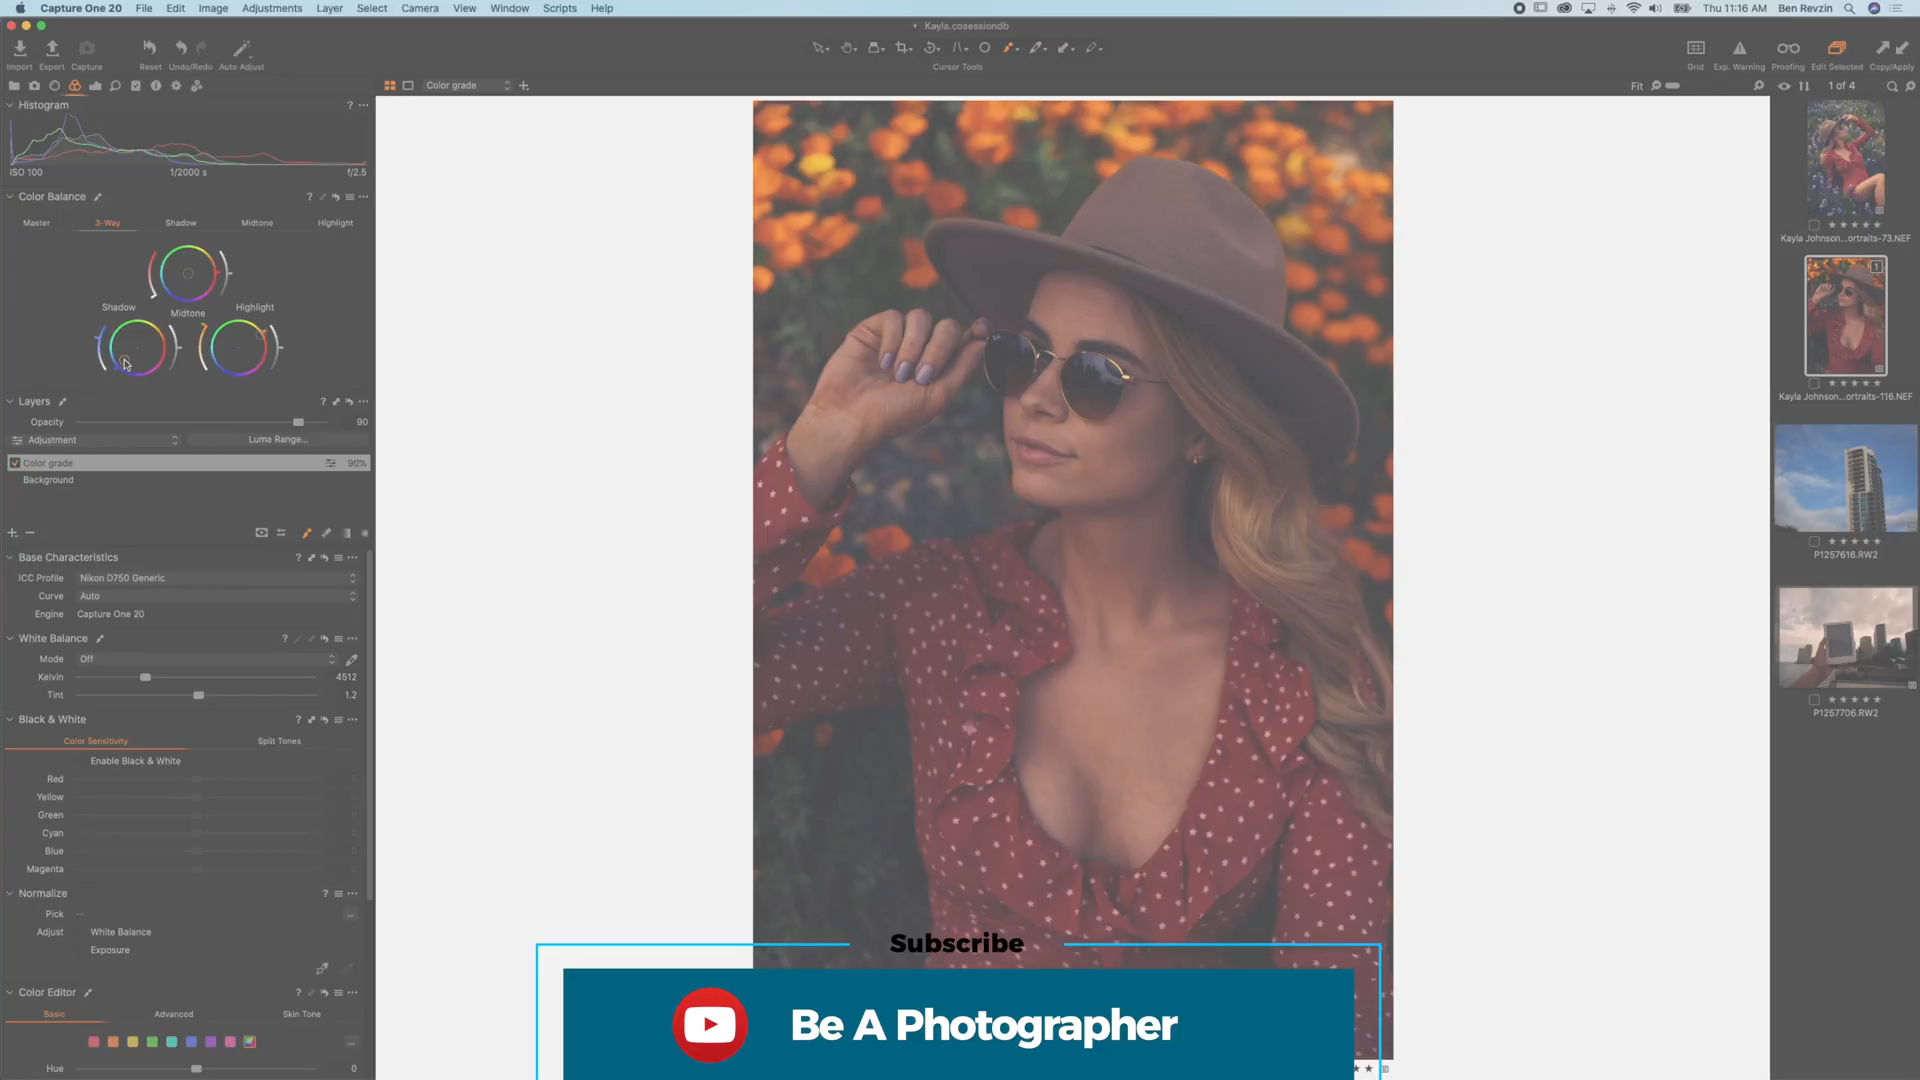 Capture One 20 File Edit Image Adjustments Layer Select Camera View Window Scripts Help
Thu 11:16 AM Ben Revzin
Kayla.cosessiondb
Import Export Capture Reset Undo/Redo Auto Adjust
Cursor Tools
Grid Exp. Warning Proofing Edit Selected Copy/Apply
Color grade
Fit
1 of 4
Histogram
ISO 100 1/2000 s f/2.5
Color Balance
Master 3-Way Shadow Midtone Highlight
Shadow Midtone Highlight
Layers
Opacity 90
Adjustment Luma Range...
Color grade 90%
Background
Base Characteristics
ICC Profile Nikon D750 Generic
Curve Auto
Engine Capture One 20
White Balance
Mode Off
Kelvin 4512
Tint 1.2
Black & White
Color Sensitivity Split Tones
Enable Black & White
Red 0
Yellow 0
Green 0
Cyan 0
Blue 0
Magenta 0
Normalize
Pick --
Adjust White Balance
Exposure
Color Editor
Basic Advanced Skin Tone
Hue 0
Kayla Johnson...ortraits-73.NEF
1
Kayla Johnson...ortraits-116.NEF
P1257616.RW2
P1257706.RW2
Subscribe
Be A Photographer